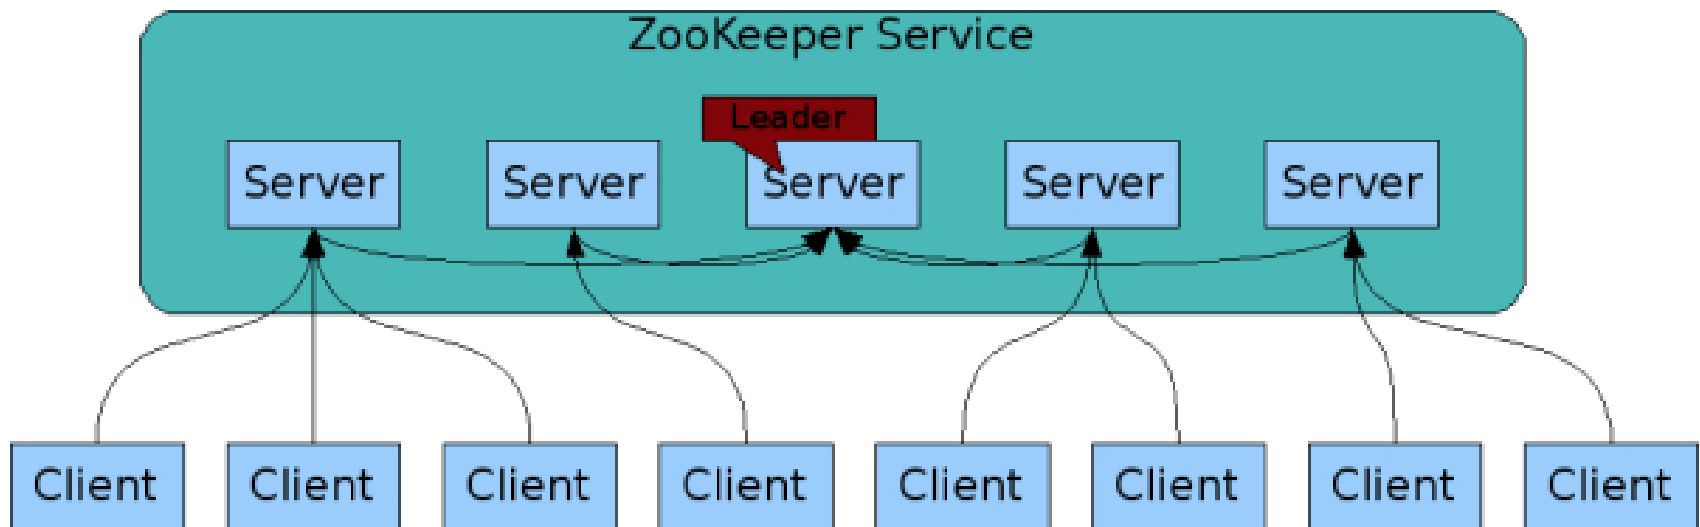 ZooKeeper Service
Leader
Server Server Server Server Server
Client Client Client Client Client Client Client Client